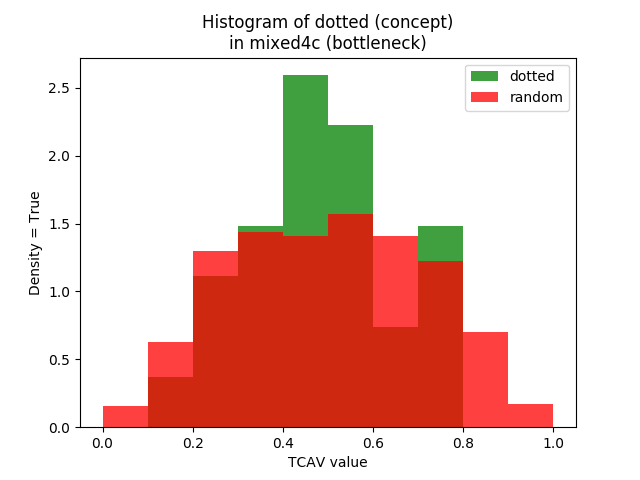 Histogram of dotted (concept)
in mixed4c (bottleneck)
dotted
random
Density = True
2.5
2.0
1.5
1.0
0.5
0.0
0.0 0.2 0.4 0.6 0.8 1.0
TCAV value